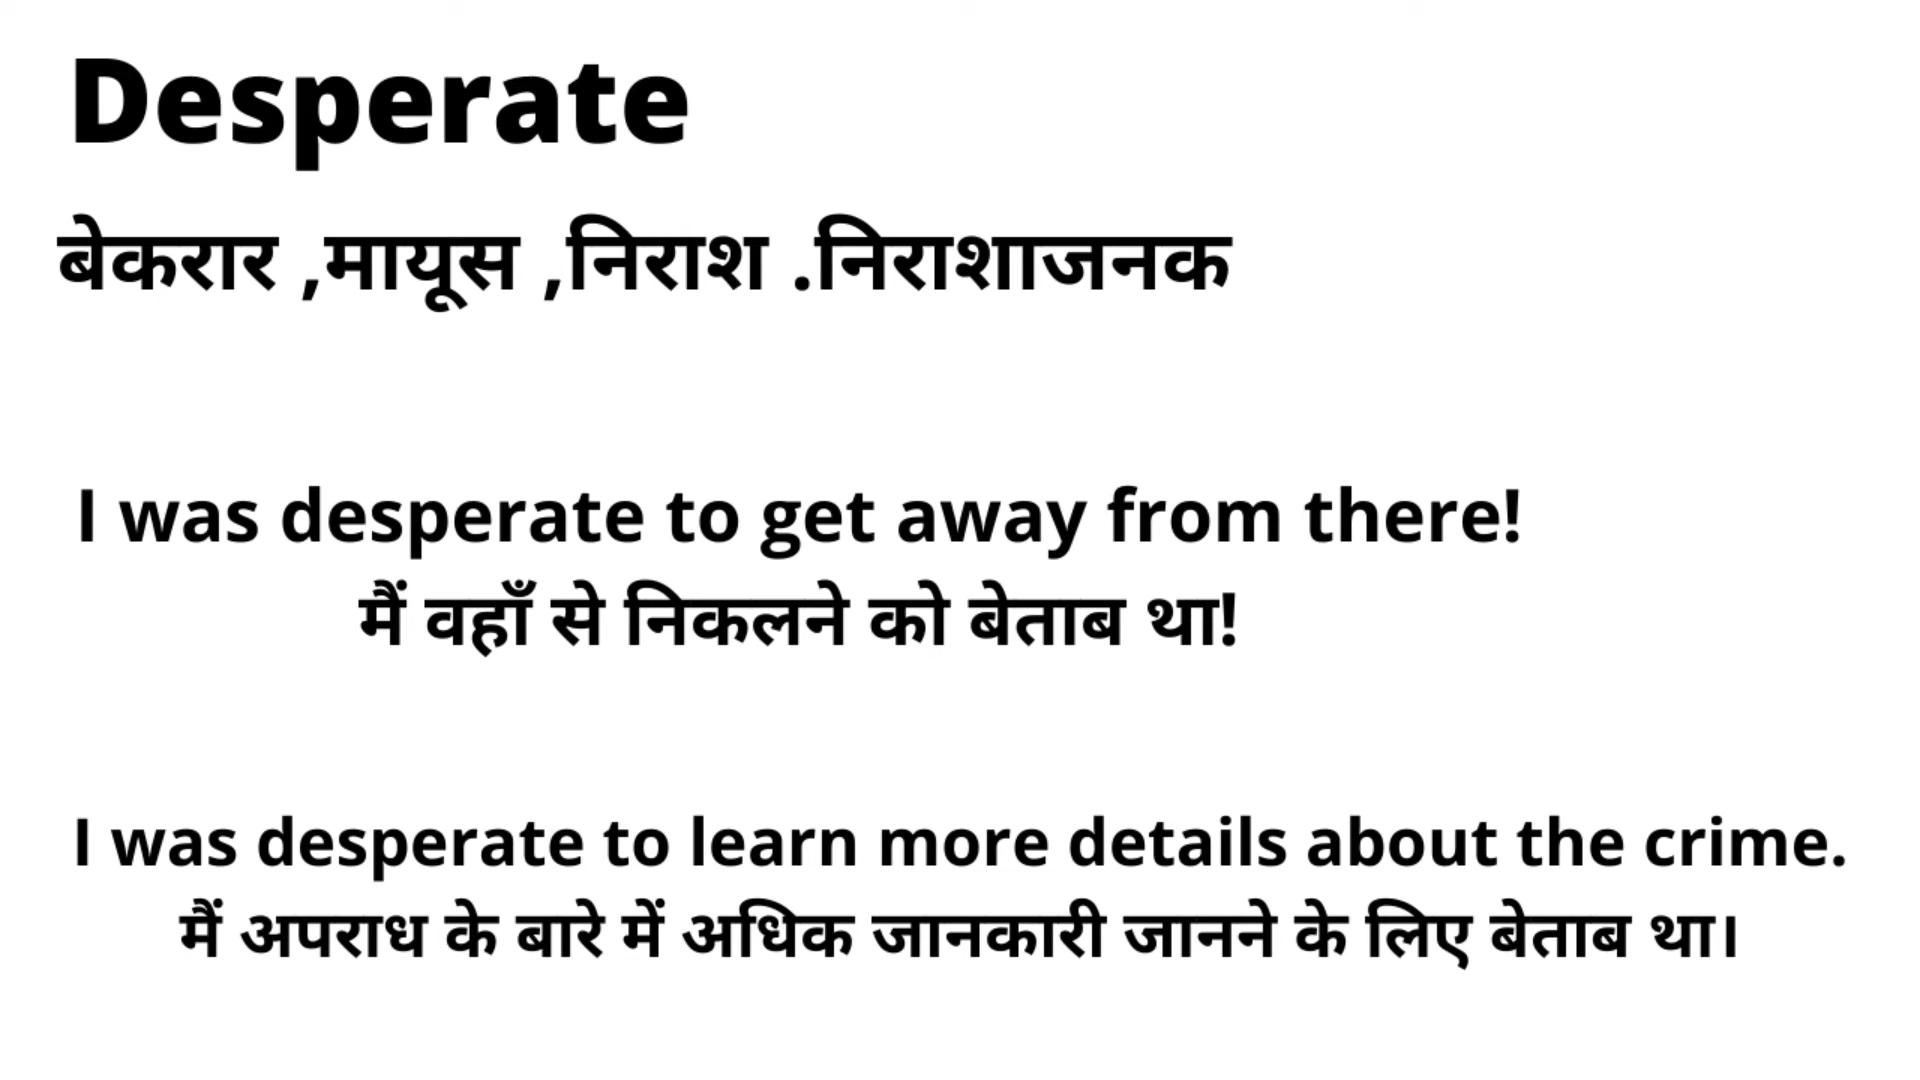 Desperate
बेकरार ,मायूस ,निराश .निराशाजनक
I was desperate to get away from there!
मैं वहाँ से निकलने को बेताब था!
I was desperate to learn more details about the crime.
मैं अपराध के बारे में अधिक जानकारी जानने के लिए बेताब था।